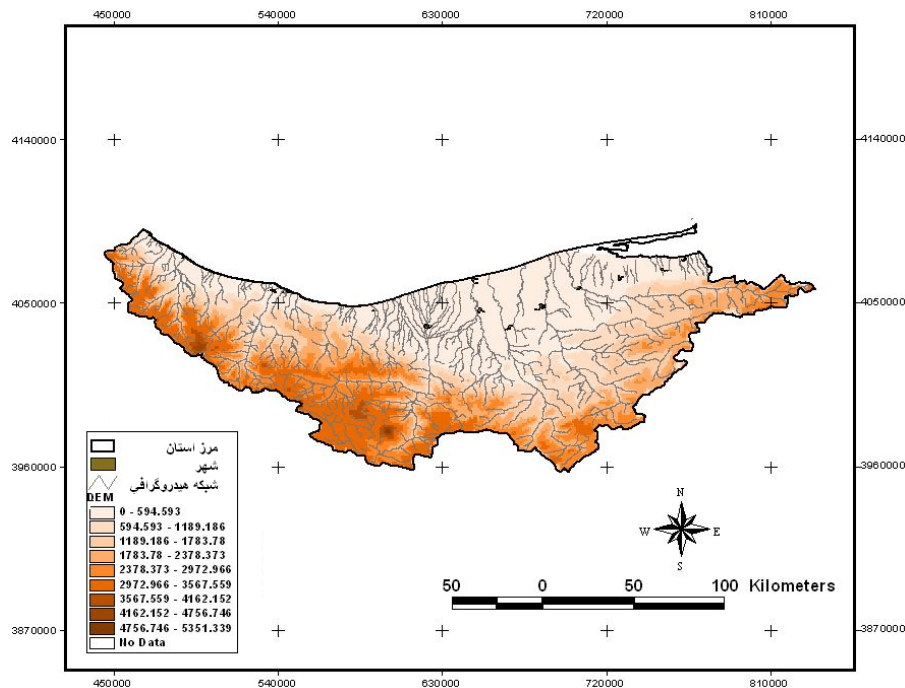 450000 540000 630000 720000 810000
4140000 4140000
4050000 4050000
3960000 3960000
3870000 3870000
مرز استان
شهر
شبکه هیدروگرافی
DEM
0 - 594.593
594.593 - 1189.186
1189.186 - 1783.78
1783.78 - 2378.373
2378.373 - 2972.966
2972.966 - 3567.559
3567.559 - 4162.152
4162.152 - 4756.746
4756.746 - 5351.339
No Data
N
W E
S
50 0 50 100 Kilometers
450000 540000 630000 720000 810000